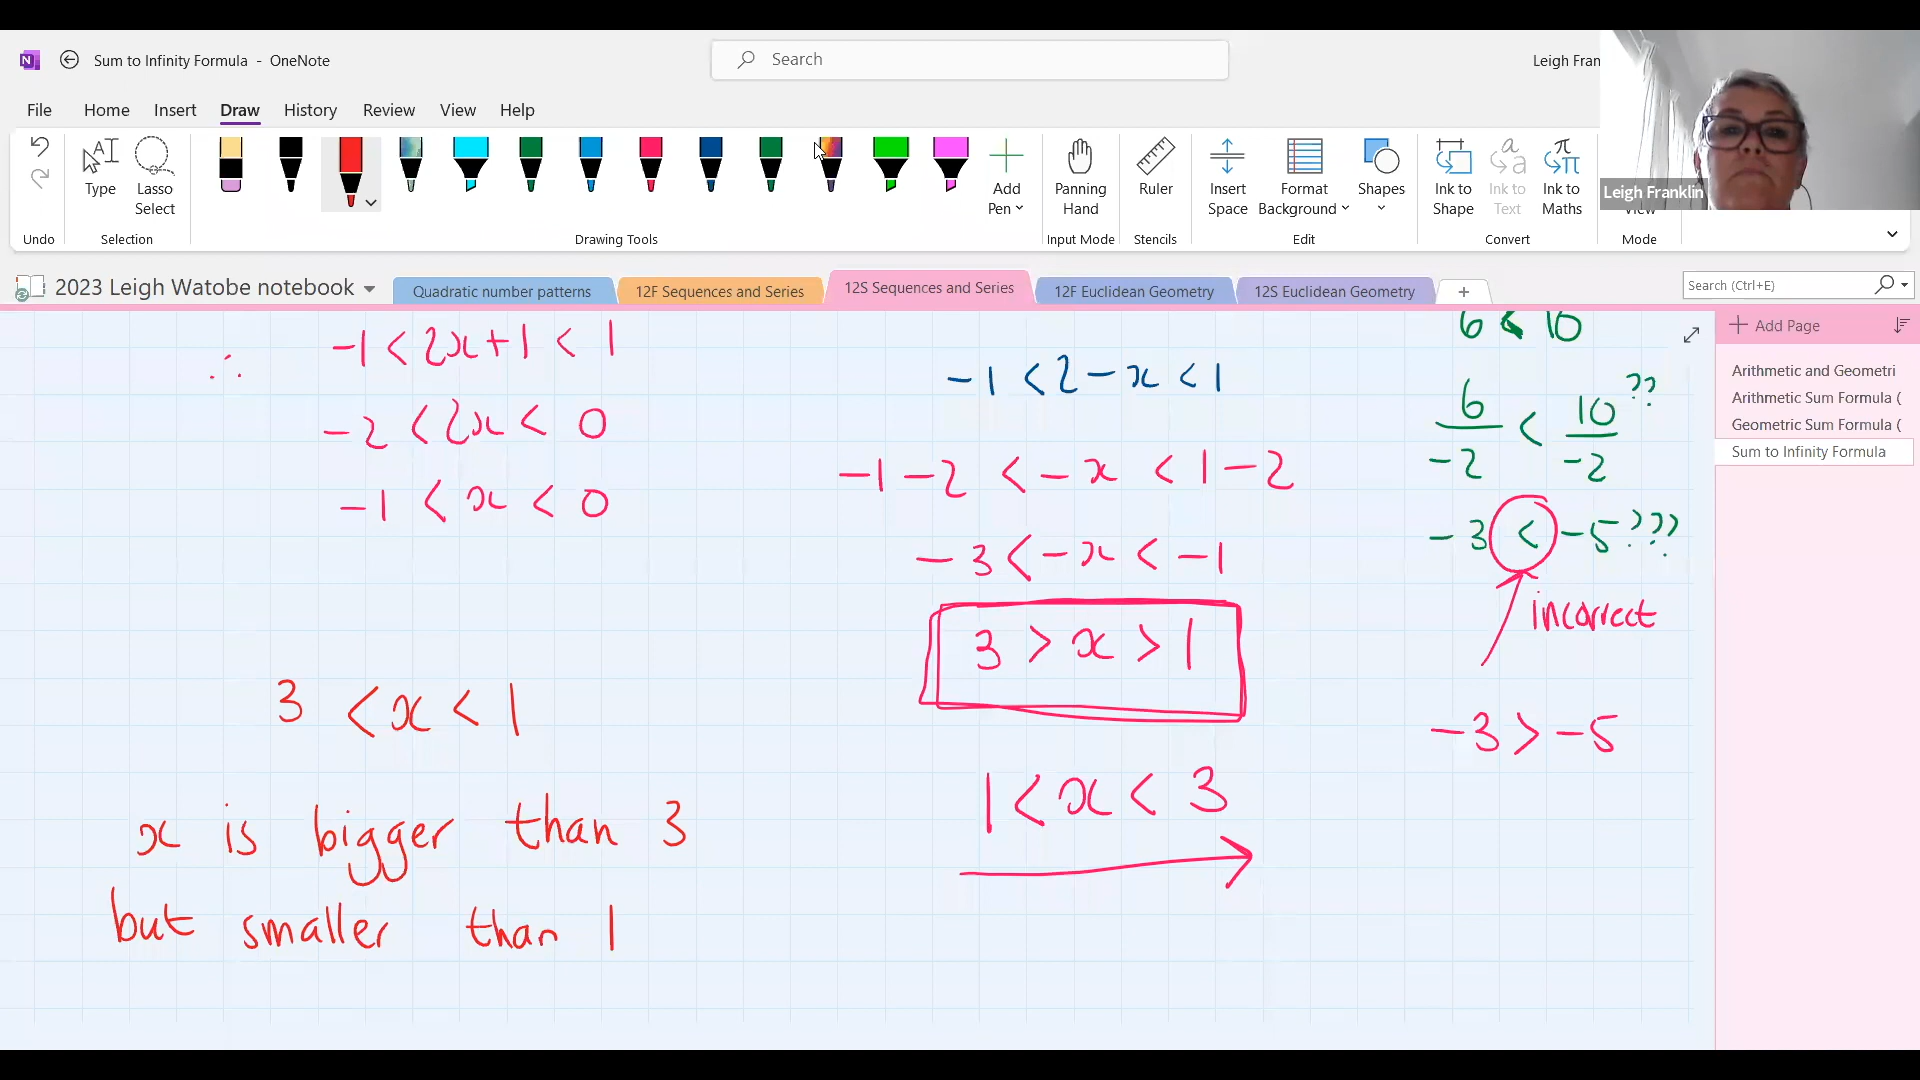 Sum to Infinity Formula - OneNote
Search
Leigh Fran
File Home Insert Draw History Review View Help
Undo
Type
Lasso Select
Selection
Drawing Tools
Add Pen
Panning Hand
Input Mode
Ruler
Stencils
Insert Space
Format Background
Shapes
Edit
Ink to Shape
Ink to Text
Ink to Maths
Convert
View
Mode
Leigh Franklin
2023 Leigh Watobe notebook
Quadratic number patterns
12F Sequences and Series
12S Sequences and Series
12F Euclidean Geometry
12S Euclidean Geometry
Search (Ctrl+E)
Add Page
Arithmetic and Geometri
Arithmetic Sum Formula (
Geometric Sum Formula (
Sum to Infinity Formula
∴ -1 < 2x+1 < 1
-2 < 2x < 0
-1 < x < 0
3 < x < 1
x is bigger than 3
but smaller than 1
-1 < 2 - x < 1
-1 - 2 < - x < 1 - 2
-3 < - x < -1
3 > x > 1
1 < x < 3
6 < 10
6/-2 < 10/-2 ??
-3 < -5 ???
incorrect
-3 > -5